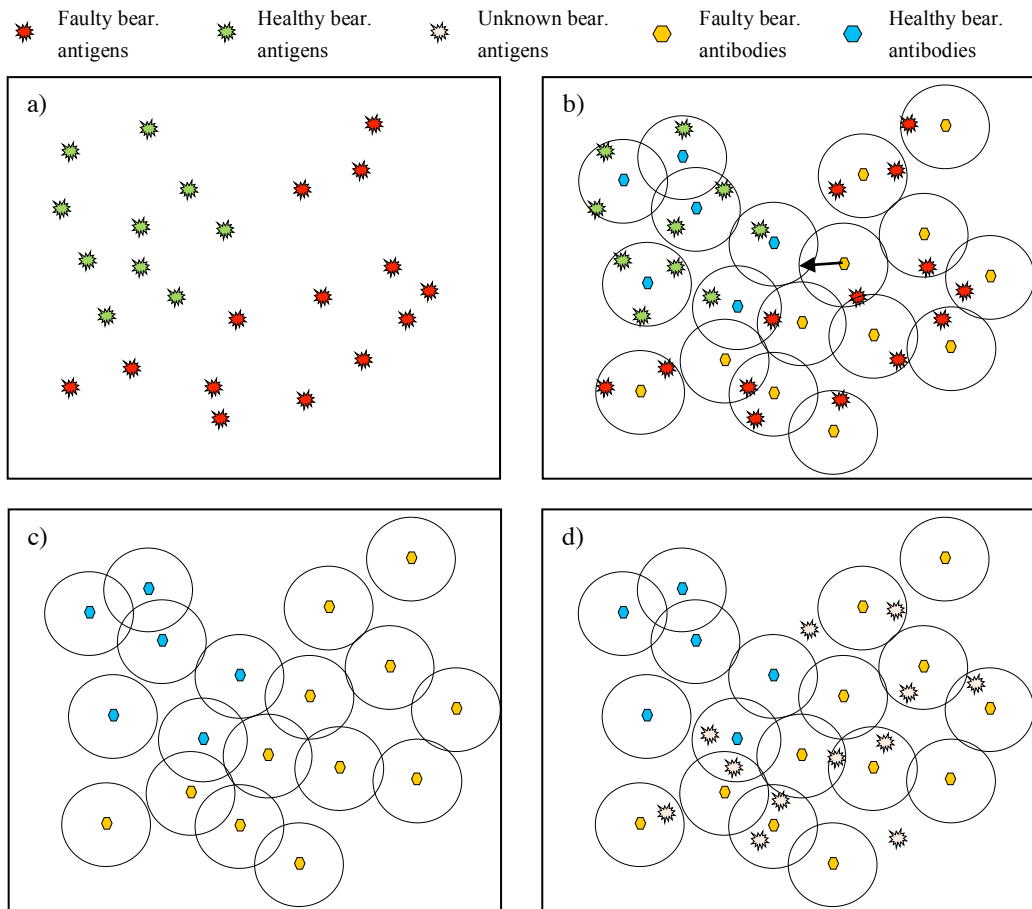 Faulty bear. antigens
Healthy bear. antigens
Unknown bear. antigens
Faulty bear. antibodies
Healthy bear. antibodies
a)
b)
c)
d)